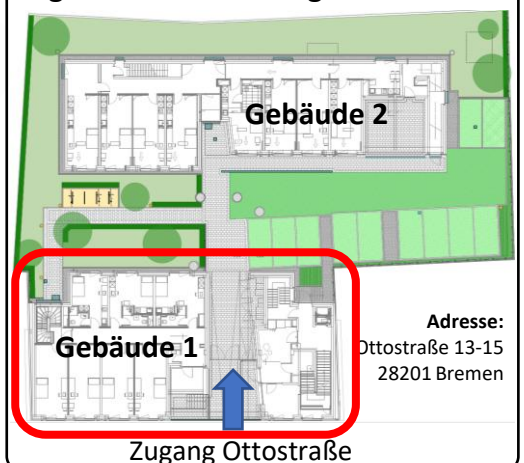 Gebäude 2
Gebäude 1
Adresse:
Ottostraße 13-15
28201 Bremen
Zugang Ottostraße